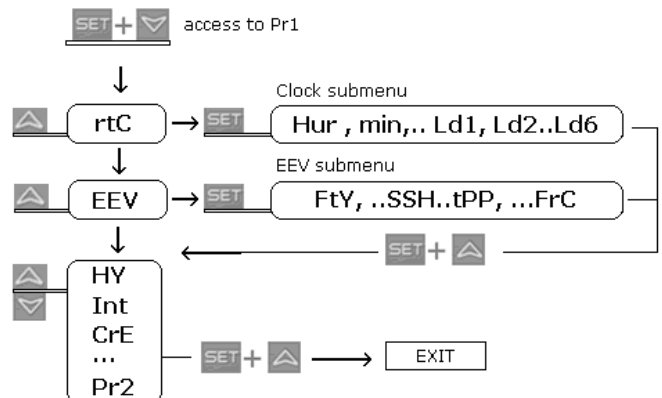 SET + access to Pr1
Clock submenu
rtC SET Hur , min,.. Ld1, Ld2..Ld6
EEV submenu
EEV SET FtY, ..SSH..tPP, ...FrC
SET +
HY
Int
CrE
...
Pr2
SET + EXIT